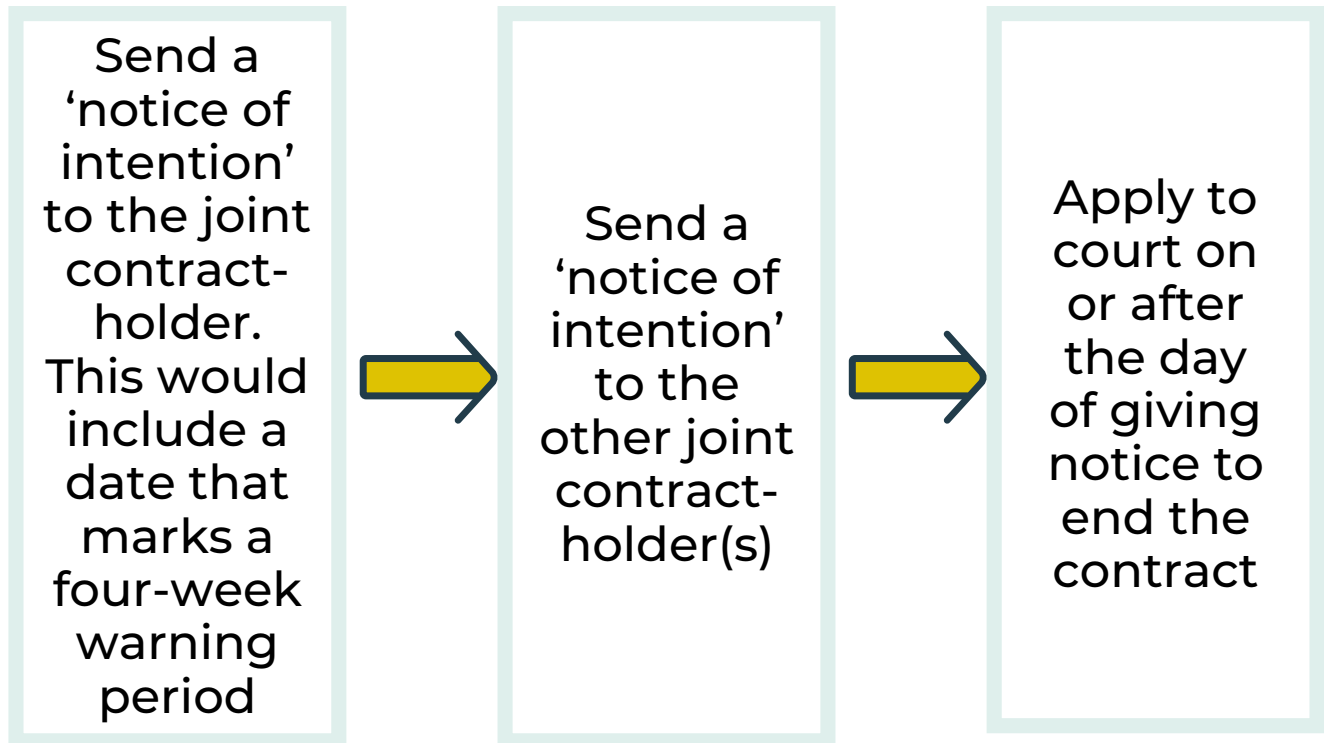 Send a
‘notice of
intention’
to the joint
contract-
holder.
This would
include a
date that
marks a
four-week
warning
period
Send a
‘notice of
intention’
to the
other joint
contract-
holder(s)
Apply to
court on
or after
the day
of giving
notice to
end the
contract